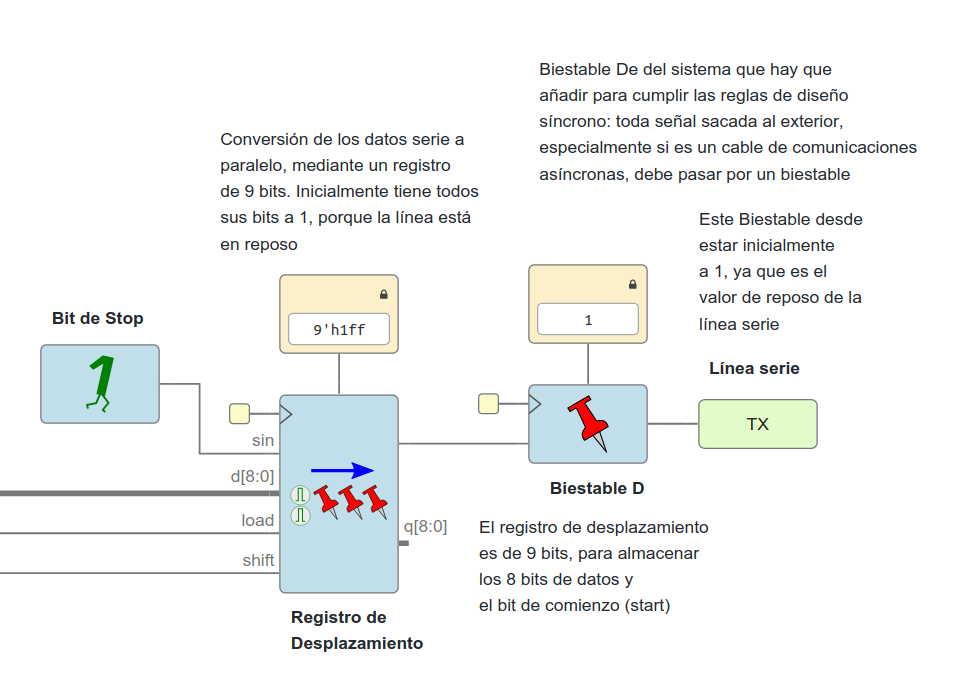 Biestable De del sistema que hay que
añadir para cumplir las reglas de diseño
síncrono: toda señal sacada al exterior,
especialmente si es un cable de comunicaciones
asíncronas, debe pasar por un biestable
Conversión de los datos serie a
paralelo, mediante un registro
de 9 bits. Inicialmente tiene todos
sus bits a 1, porque la línea está
en reposo
Este Biestable desde
estar inicialmente
a 1, ya que es el
valor de reposo de la
línea serie
Bit de Stop
9'h1ff
1
Línea serie
TX
sin
d[8:0]
load
shift
q[8:0]
Biestable D
El registro de desplazamiento
es de 9 bits, para almacenar
los 8 bits de datos y
el bit de comienzo (start)
Registro de
Desplazamiento